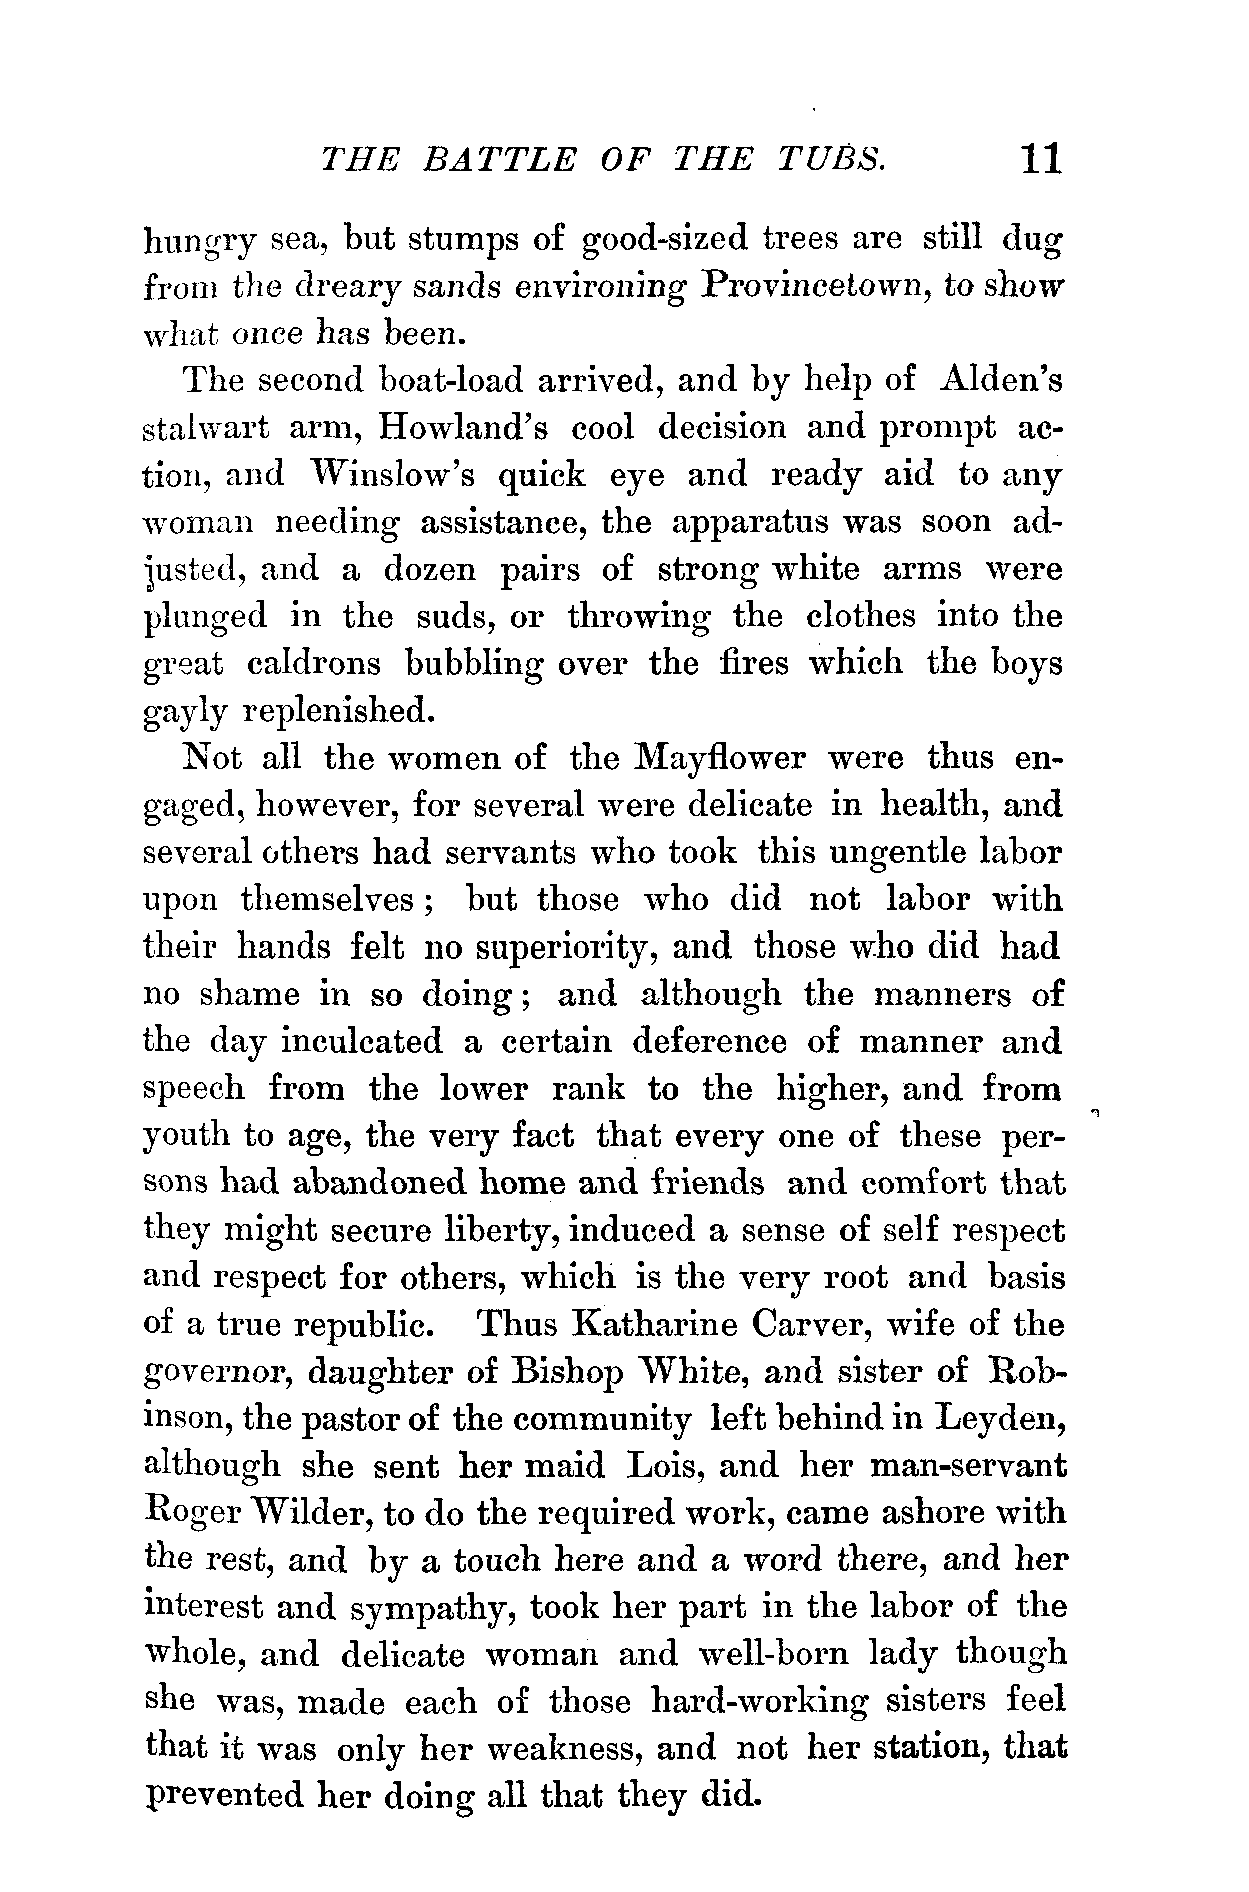 THE BATTLE OF THE TUBS. 11
hungry sea, but stumps of good-sized trees are still dug
from the dreary sands environing Provincetown, to show
what once has been.
The second boat-load arrived, and by help of Alden's
stalwart arm, Howland's cool decision and prompt ac-
tion, and Winslow's quick eye and ready aid to any
woman needing assistance, the apparatus was soon ad-
justed, and a dozen pairs of strong white arms were
plunged in the suds, or throwing the clothes into the
great caldrons bubbling over the fires which the boys
gayly replenished.
Not all the women of the Mayflower were thus en-
gaged, however, for several were delicate in health, and
several others had servants who took this ungentle labor
upon themselves; but those who did not labor with
their hands felt no superiority, and those who did had
no shame in so doing; and although the manners of
the day inculcated a certain deference of manner and
speech from the lower rank to the higher, and from
youth to age, the very fact that every one of these per-
sons had abandoned home and friends and comfort that
they might secure liberty, induced a sense of self respect
and respect for others, which is the very root and basis
of a true republic. Thus Katharine Carver, wife of the
governor, daughter of Bishop White, and sister of Rob-
inson, the pastor of the community left behind in Leyden,
although she sent her maid Lois, and her man-servant
Roger Wilder, to do the required work, came ashore with
the rest, and by a touch here and a word there, and her
interest and sympathy, took her part in the labor of the
whole, and delicate woman and well-born lady though
she was, made each of those hard-working sisters feel
that it was only her weakness, and not her station, that
prevented her doing all that they did.